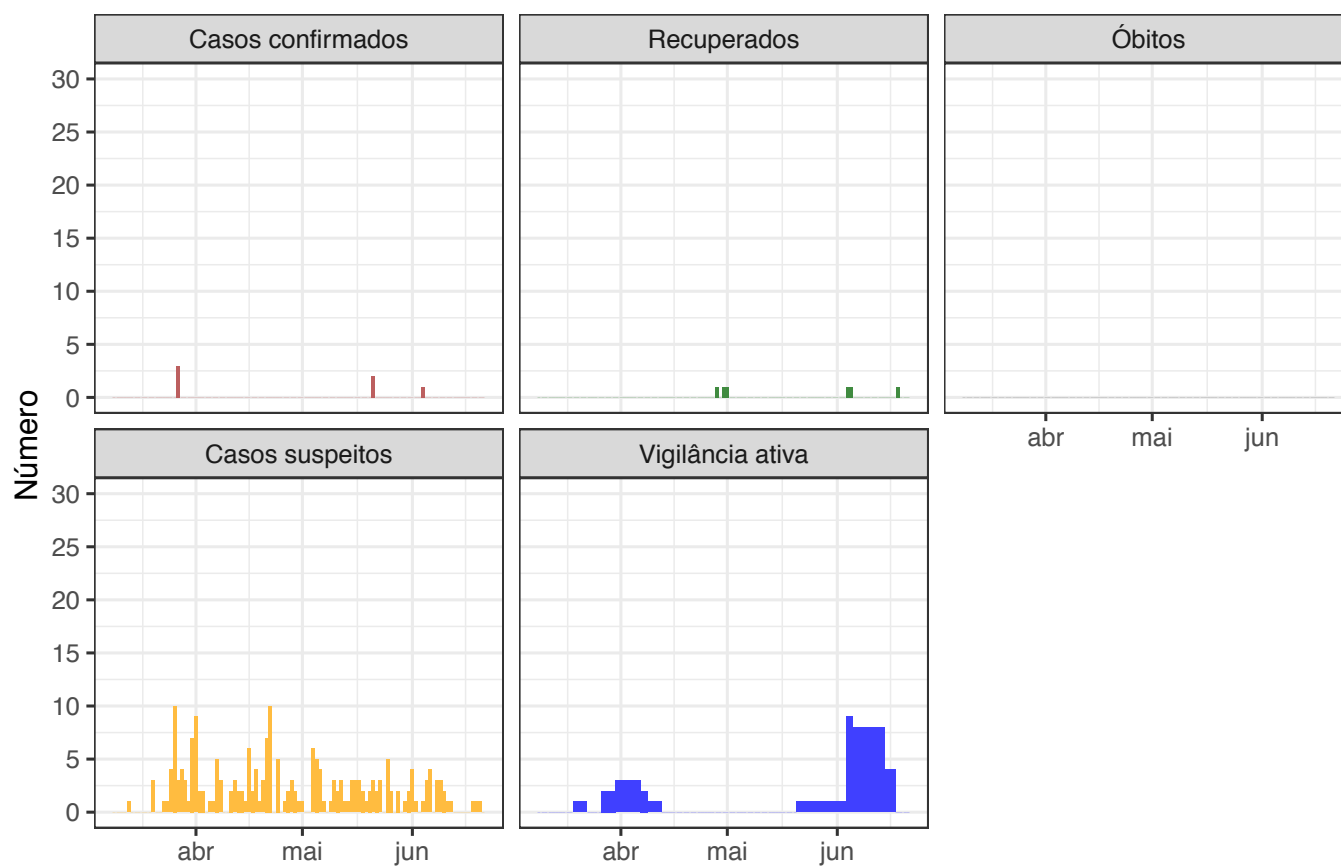 Casos confirmados Recuperados Óbitos
30
25
20
15
10
5
0
abr mai jun
Número
Casos suspeitos Vigilância ativa
30
25
20
15
10
5
0
abr mai jun abr mai jun